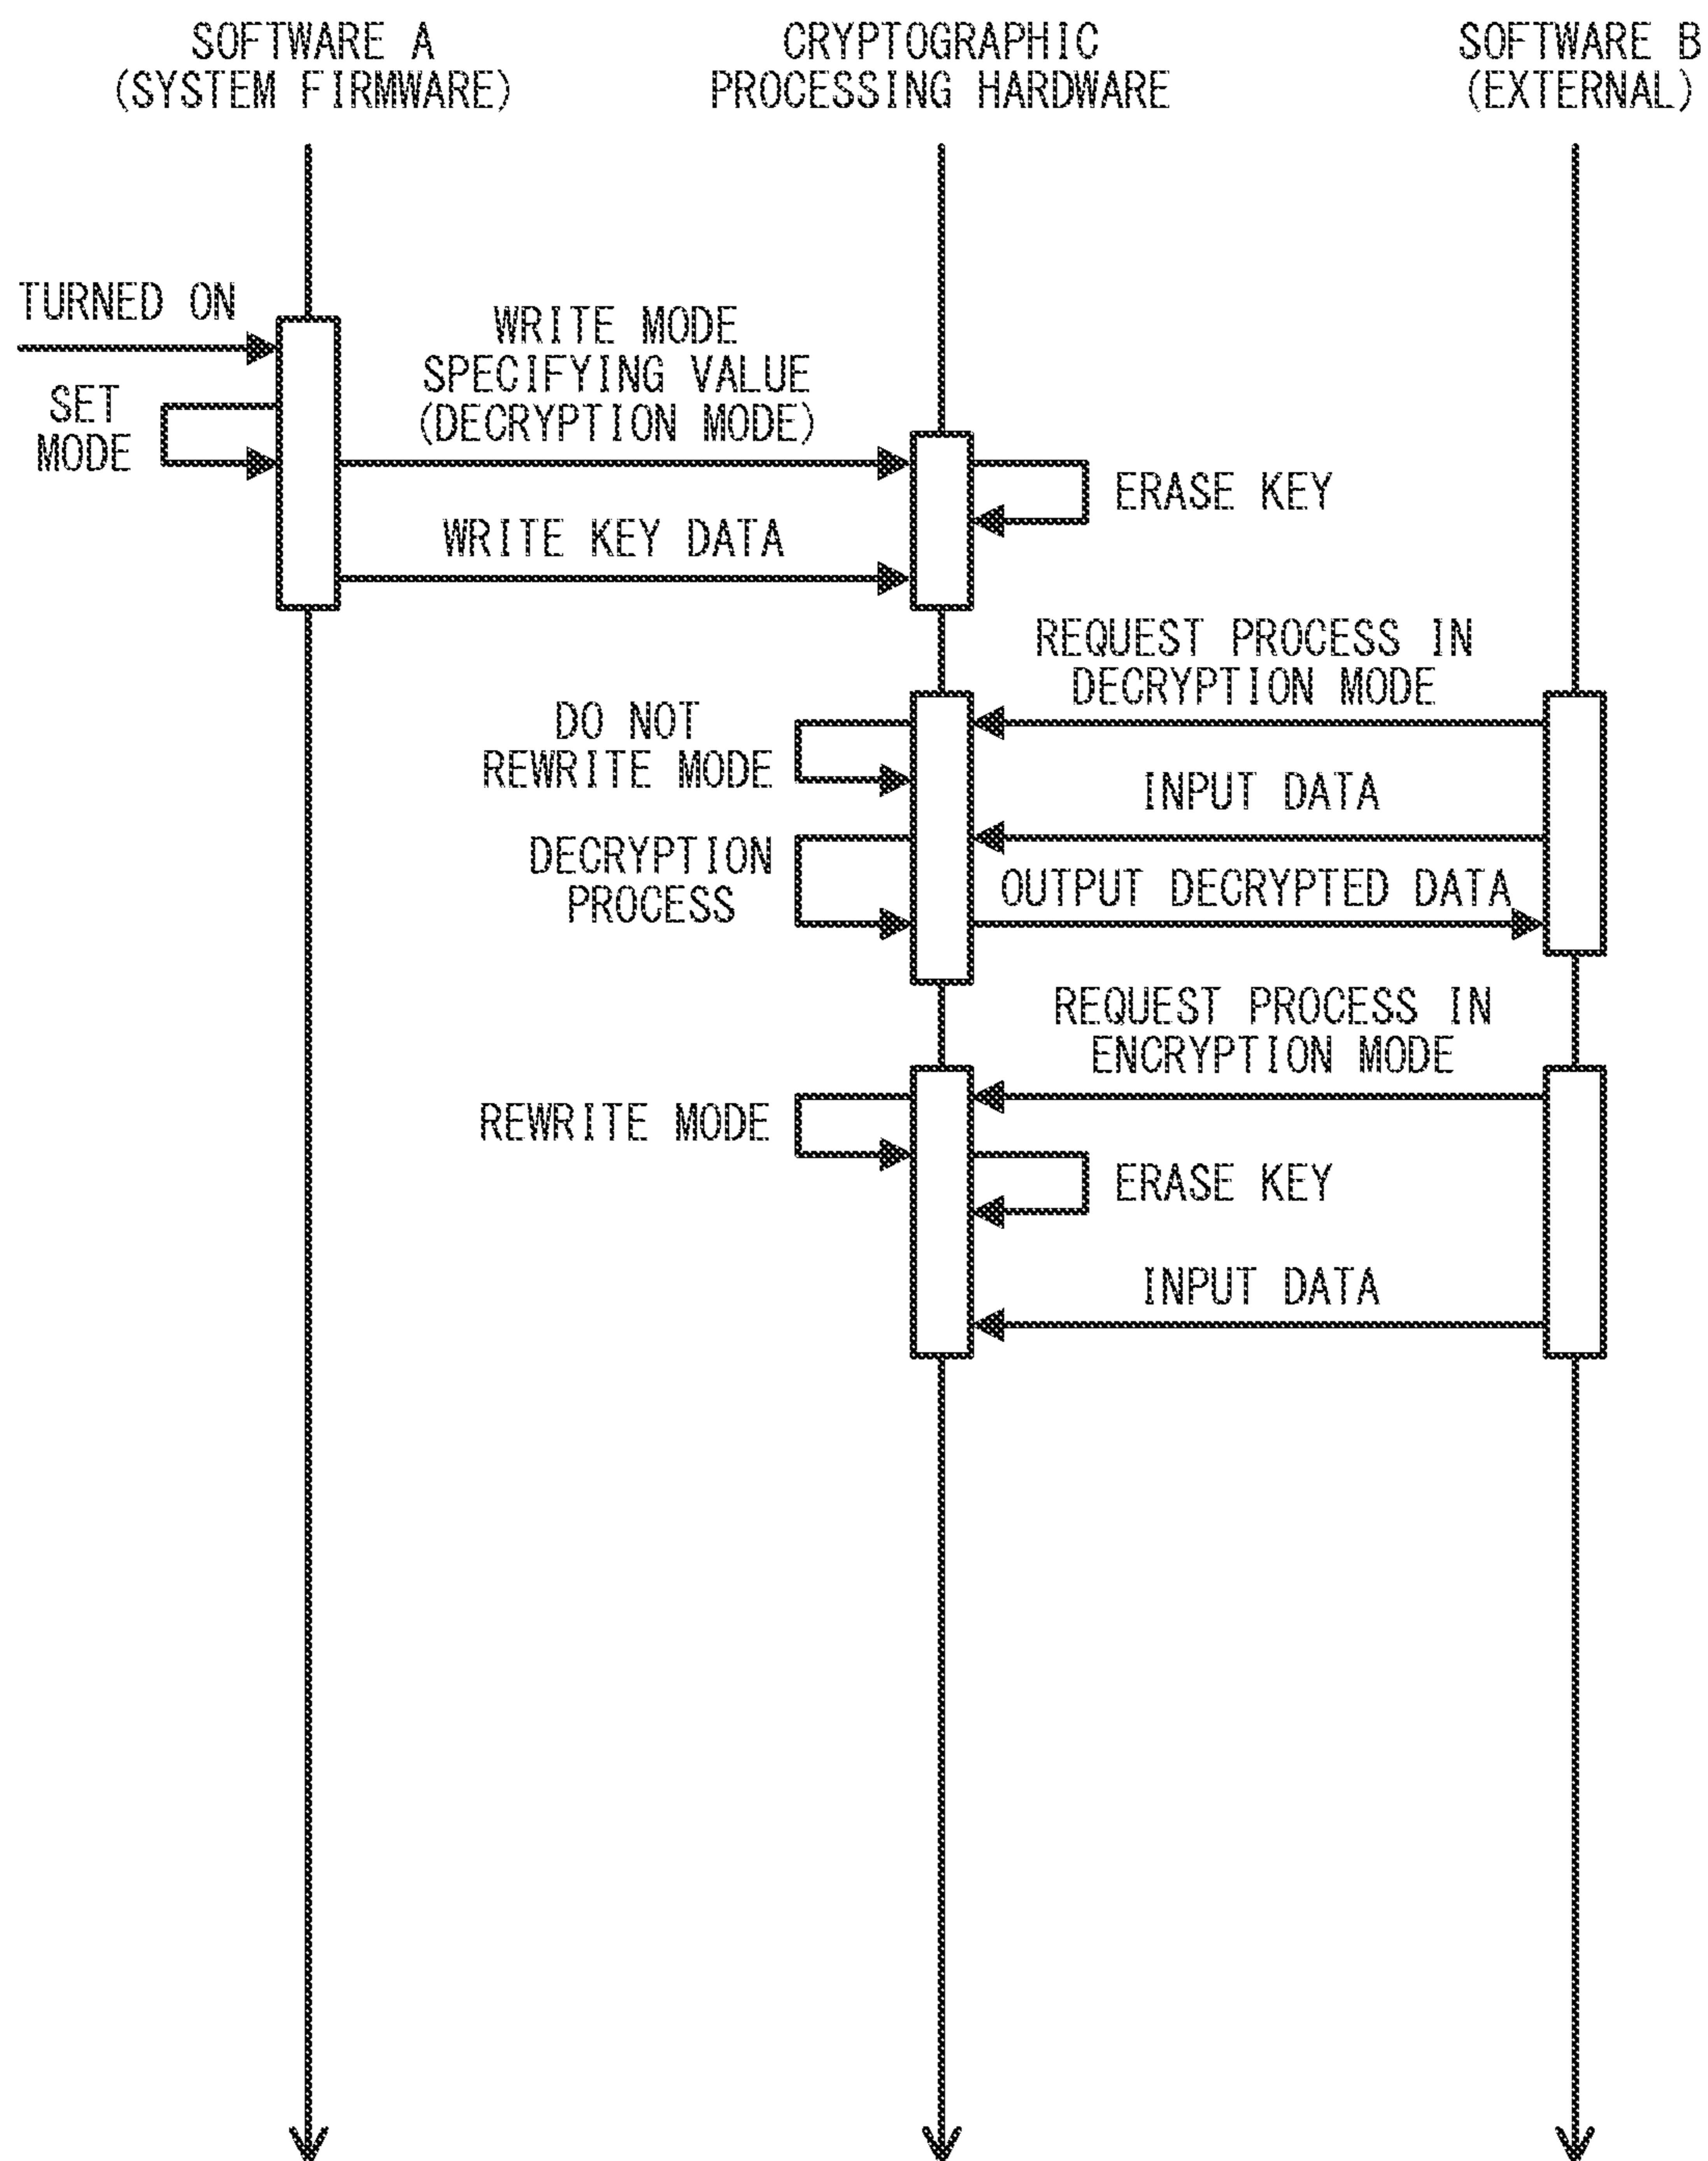 SOFTWARE A
(SYSTEM FIRMWARE)
CRYPTOGRAPHIC
PROCESSING HARDWARE
SOFTWARE B
(EXTERNAL)
TURNED ON
SET
MODE
WRITE MODE
SPECIFYING VALUE
(DECRYPTION MODE)
ERASE KEY
WRITE KEY DATA
REQUEST PROCESS IN
DECRYPTION MODE
DO NOT
REWRITE MODE
INPUT DATA
DECRYPTION
PROCESS
OUTPUT DECRYPTED DATA
REQUEST PROCESS IN
ENCRYPTION MODE
REWRITE MODE
ERASE KEY
INPUT DATA